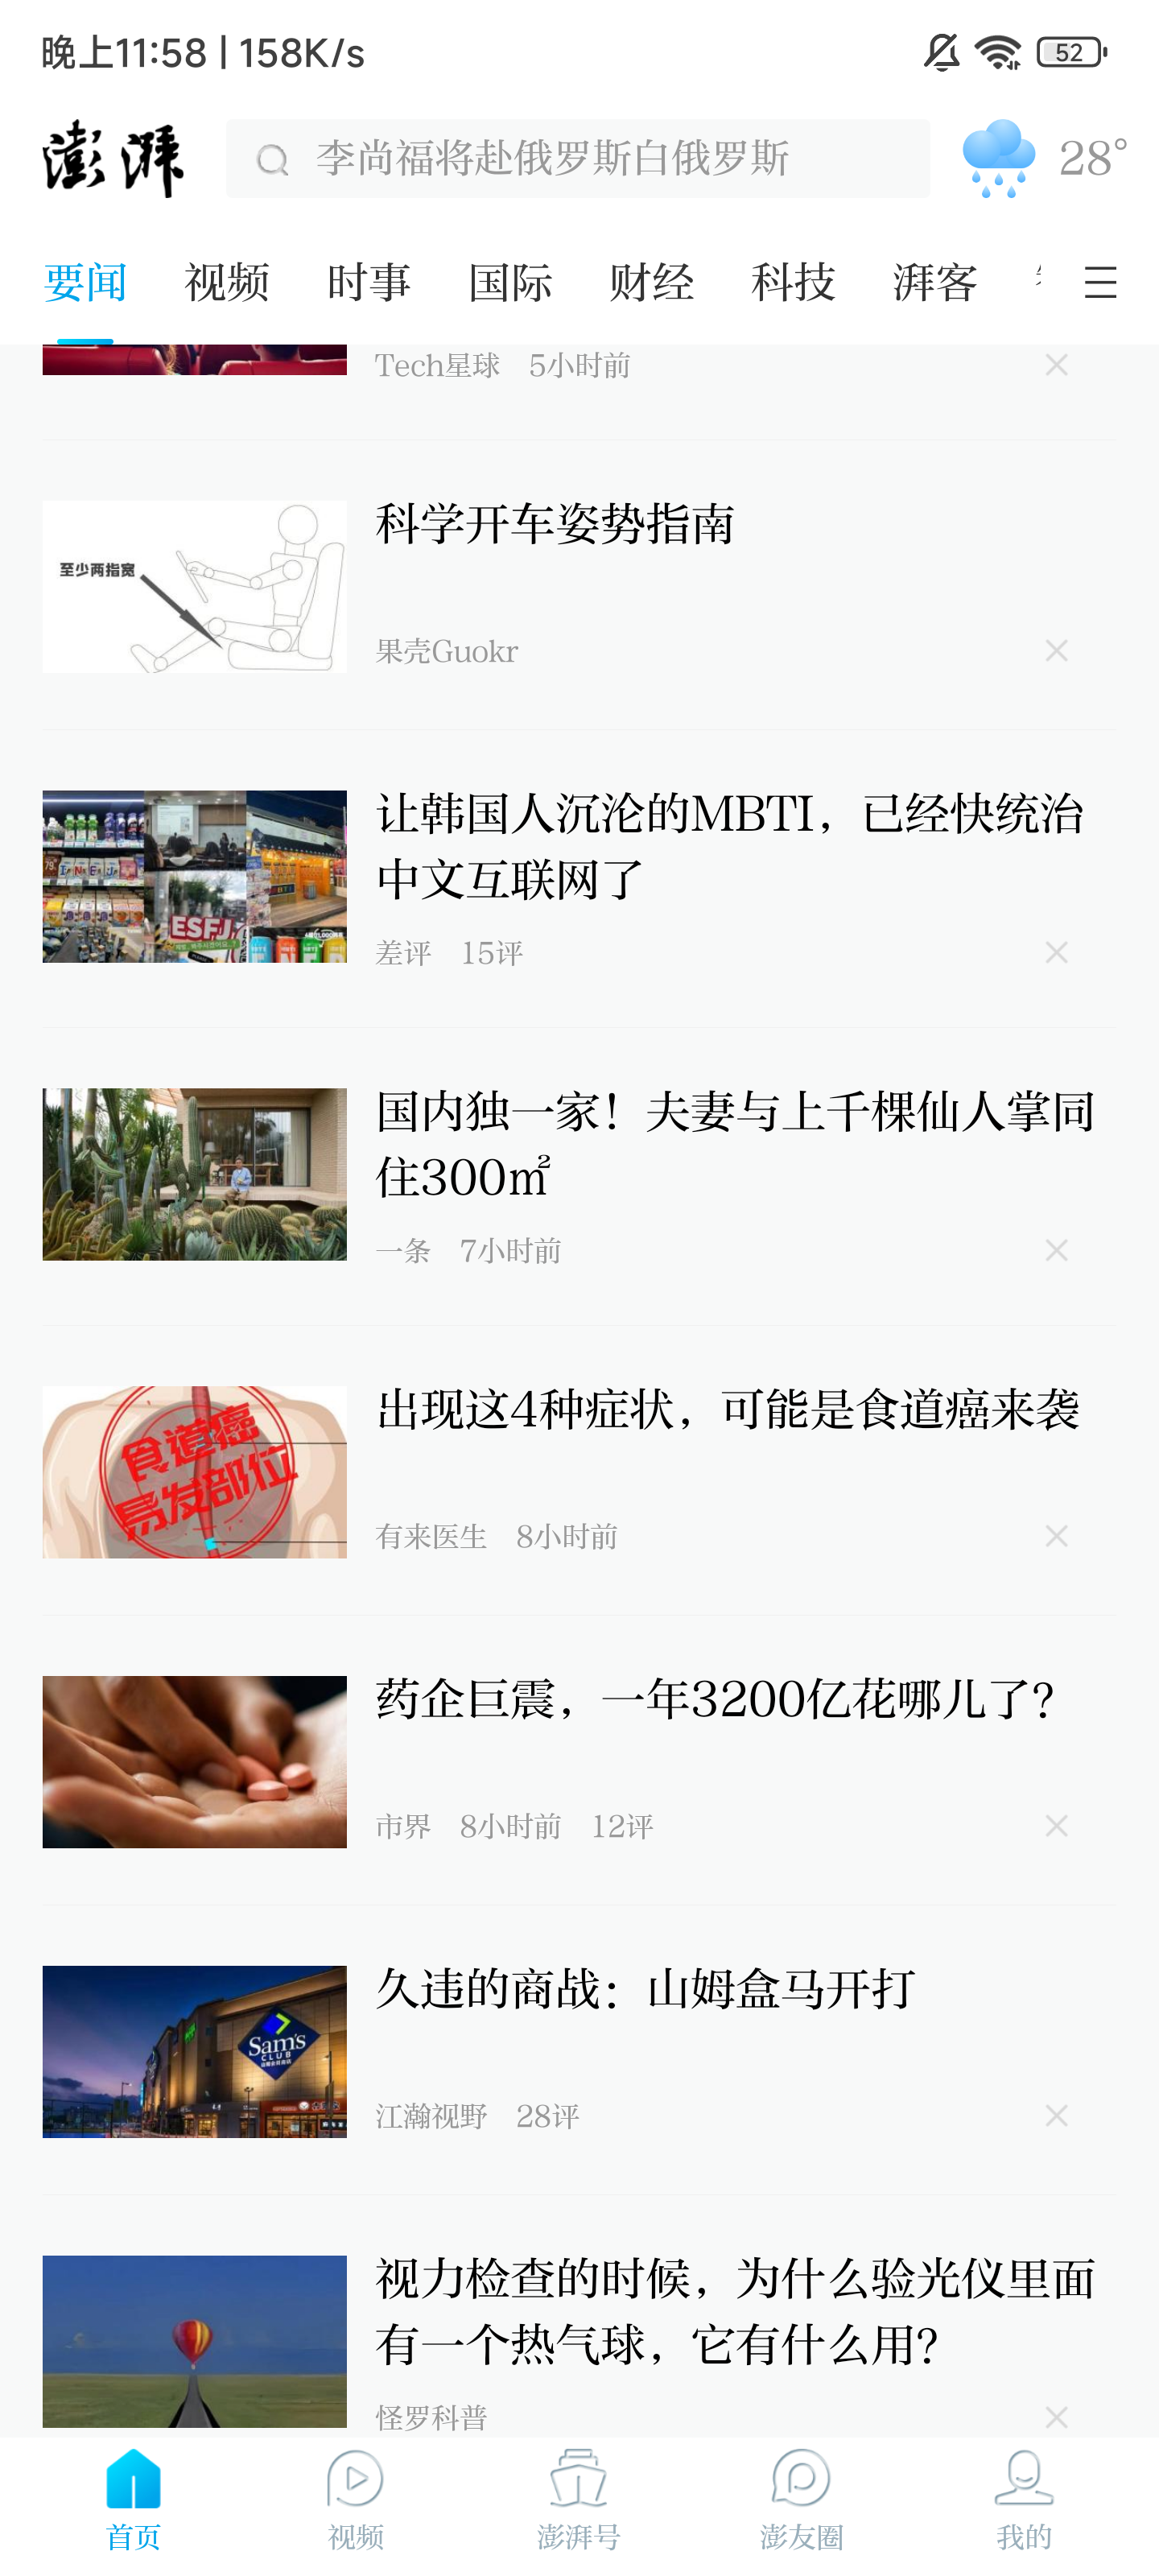 晚上11:58 | 158K/s
52
澎湃
李尚福将赴俄罗斯白俄罗斯
28°
要闻 视频 时事 国际 财经 科技 湃客
Tech星球 5小时前
科学开车姿势指南
至少两指宽
果壳Guokr
让韩国人沉沦的MBTI，已经快统治
中文互联网了
ESFJ
差评 15评
国内独一家！夫妻与上千棵仙人掌同
住300㎡
一条 7小时前
出现这4种症状，可能是食道癌来袭
食道癌
易发部位
有来医生 8小时前
药企巨震，一年3200亿花哪儿了？
市界 8小时前 12评
久违的商战：山姆盒马开打
Sam's
CLUB
江瀚视野 28评
视力检查的时候，为什么验光仪里面
有一个热气球，它有什么用？
怪罗科普
首页 视频 澎湃号 澎友圈 我的